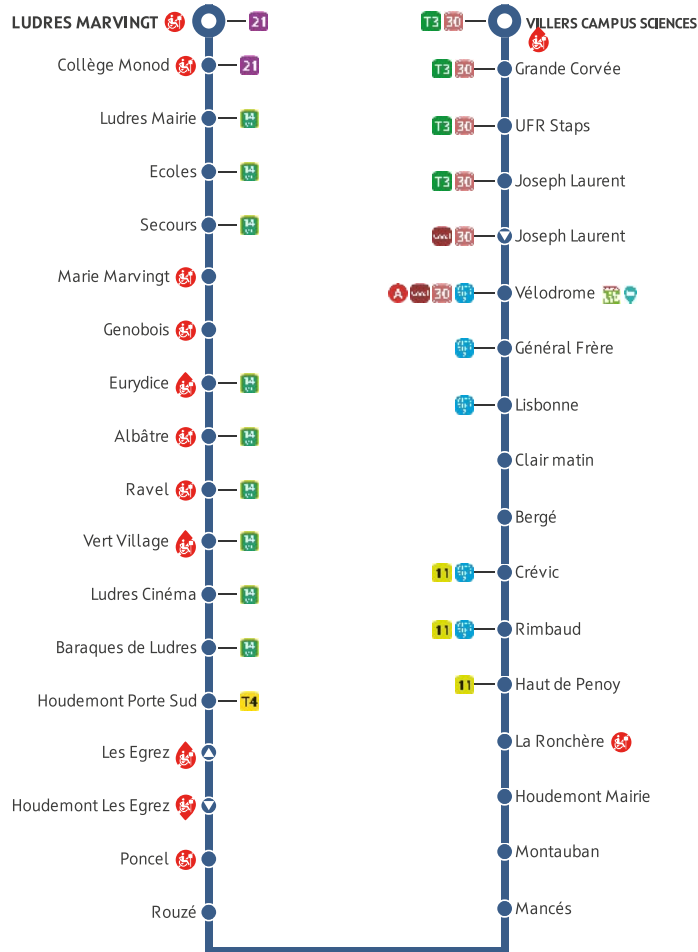 LUDRES MARVINGT 21
Collège Monod 21
Ludres Mairie 14
Ecoles 14
Secours 14
Marie Marvingt
Genobois
Eurydice 14
Albâtre 14
Ravel 14
Vert Village 14
Ludres Cinéma 14
Baraques de Ludres 14
Houdemont Porte Sud T4
Les Egrez
Houdemont Les Egrez
Poncel
Rouzé
T3 30 VILLERS CAMPUS SCIENCES
T3 30 Grande Corvée
T3 30 UFR Staps
T3 30 Joseph Laurent
30 Joseph Laurent
A 30 Vélodrome
Général Frère
Lisbonne
Clair matin
Bergé
11 Crévic
11 Rimbaud
11 Haut de Penoy
La Ronchère
Houdemont Mairie
Montauban
Mancés